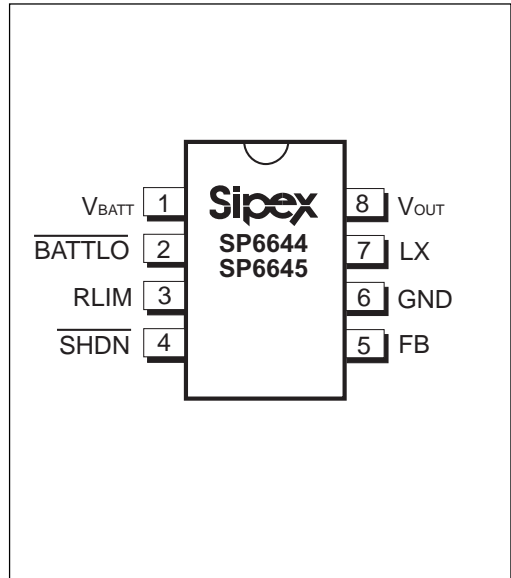 Sipex
SP6644
SP6645
VBATT 1
BATTLO 2
RLIM 3
SHDN 4
8 VOUT
7 LX
6 GND
5 FB